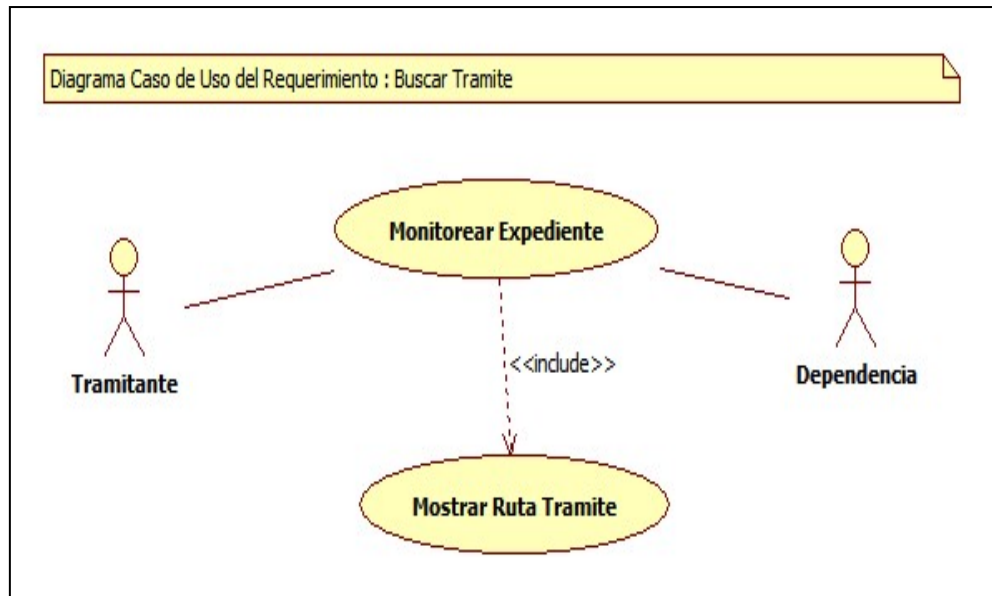 Diagrama Caso de Uso del Requerimiento : Buscar Tramite
Monitorear Expediente
Tramitante
<<include>>
Dependencia
Mostrar Ruta Tramite